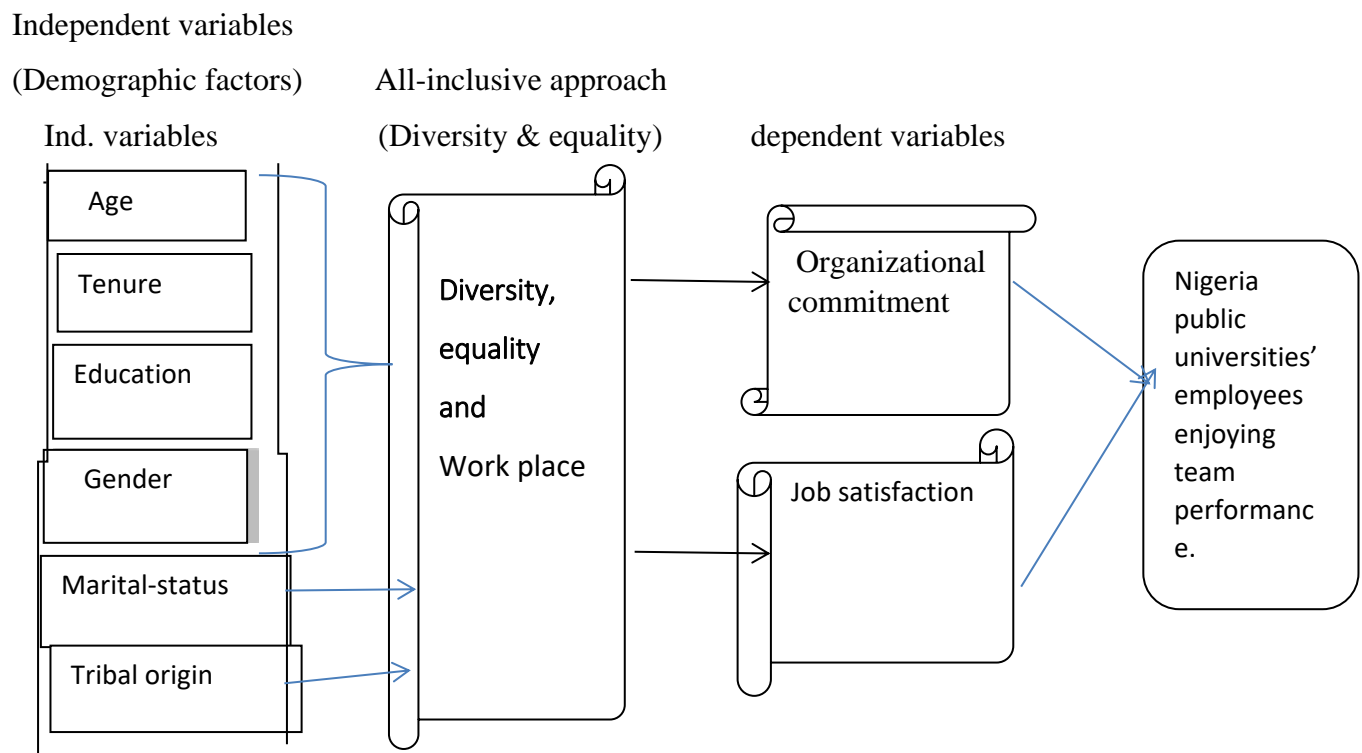 Independent variables
(Demographic factors) All-inclusive approach
Ind. variables (Diversity & equality) dependent variables
Age
Tenure
Education
Gender
Marital-status
Tribal origin
Diversity,
equality
and
Work place
Organizational
commitment
Job satisfaction
Nigeria
public
universities’
employees
enjoying
team
performanc
e.